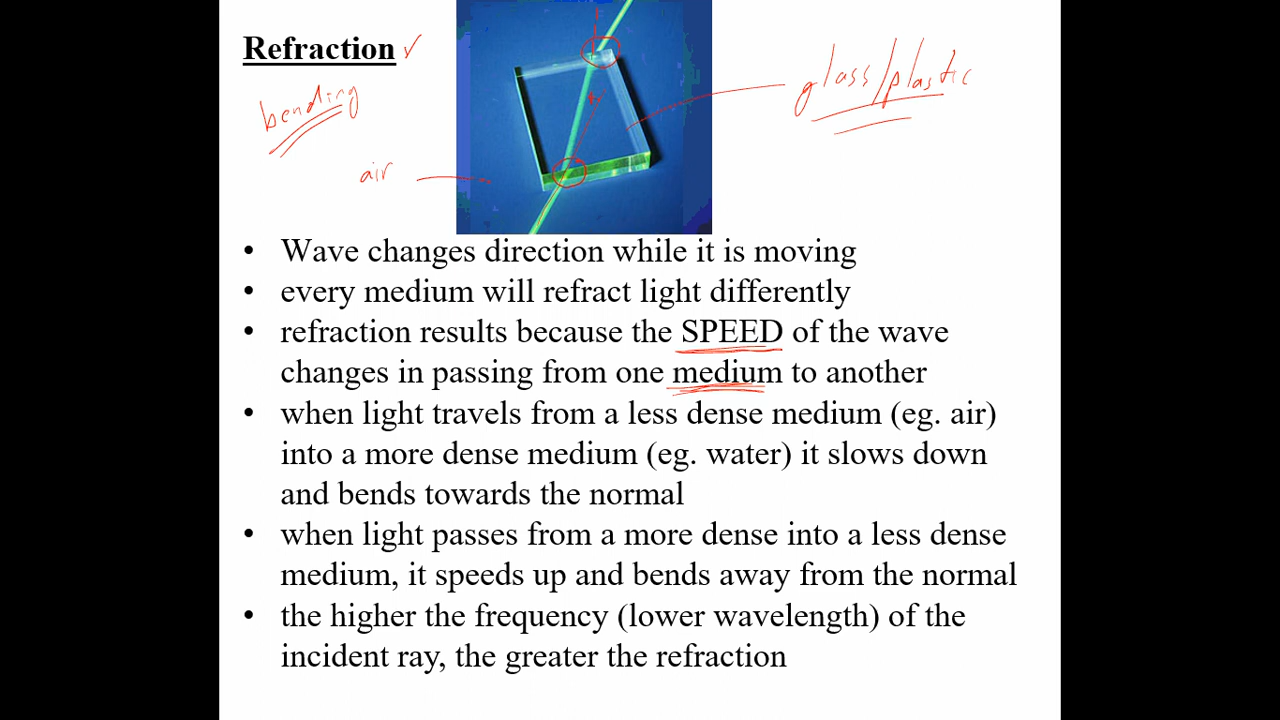 Refraction
bending
glass/plastic
air
• Wave changes direction while it is moving
• every medium will refract light differently
• refraction results because the SPEED of the wave
changes in passing from one medium to another
• when light travels from a less dense medium (eg. air)
into a more dense medium (eg. water) it slows down
and bends towards the normal
• when light passes from a more dense into a less dense
medium, it speeds up and bends away from the normal
• the higher the frequency (lower wavelength) of the
incident ray, the greater the refraction